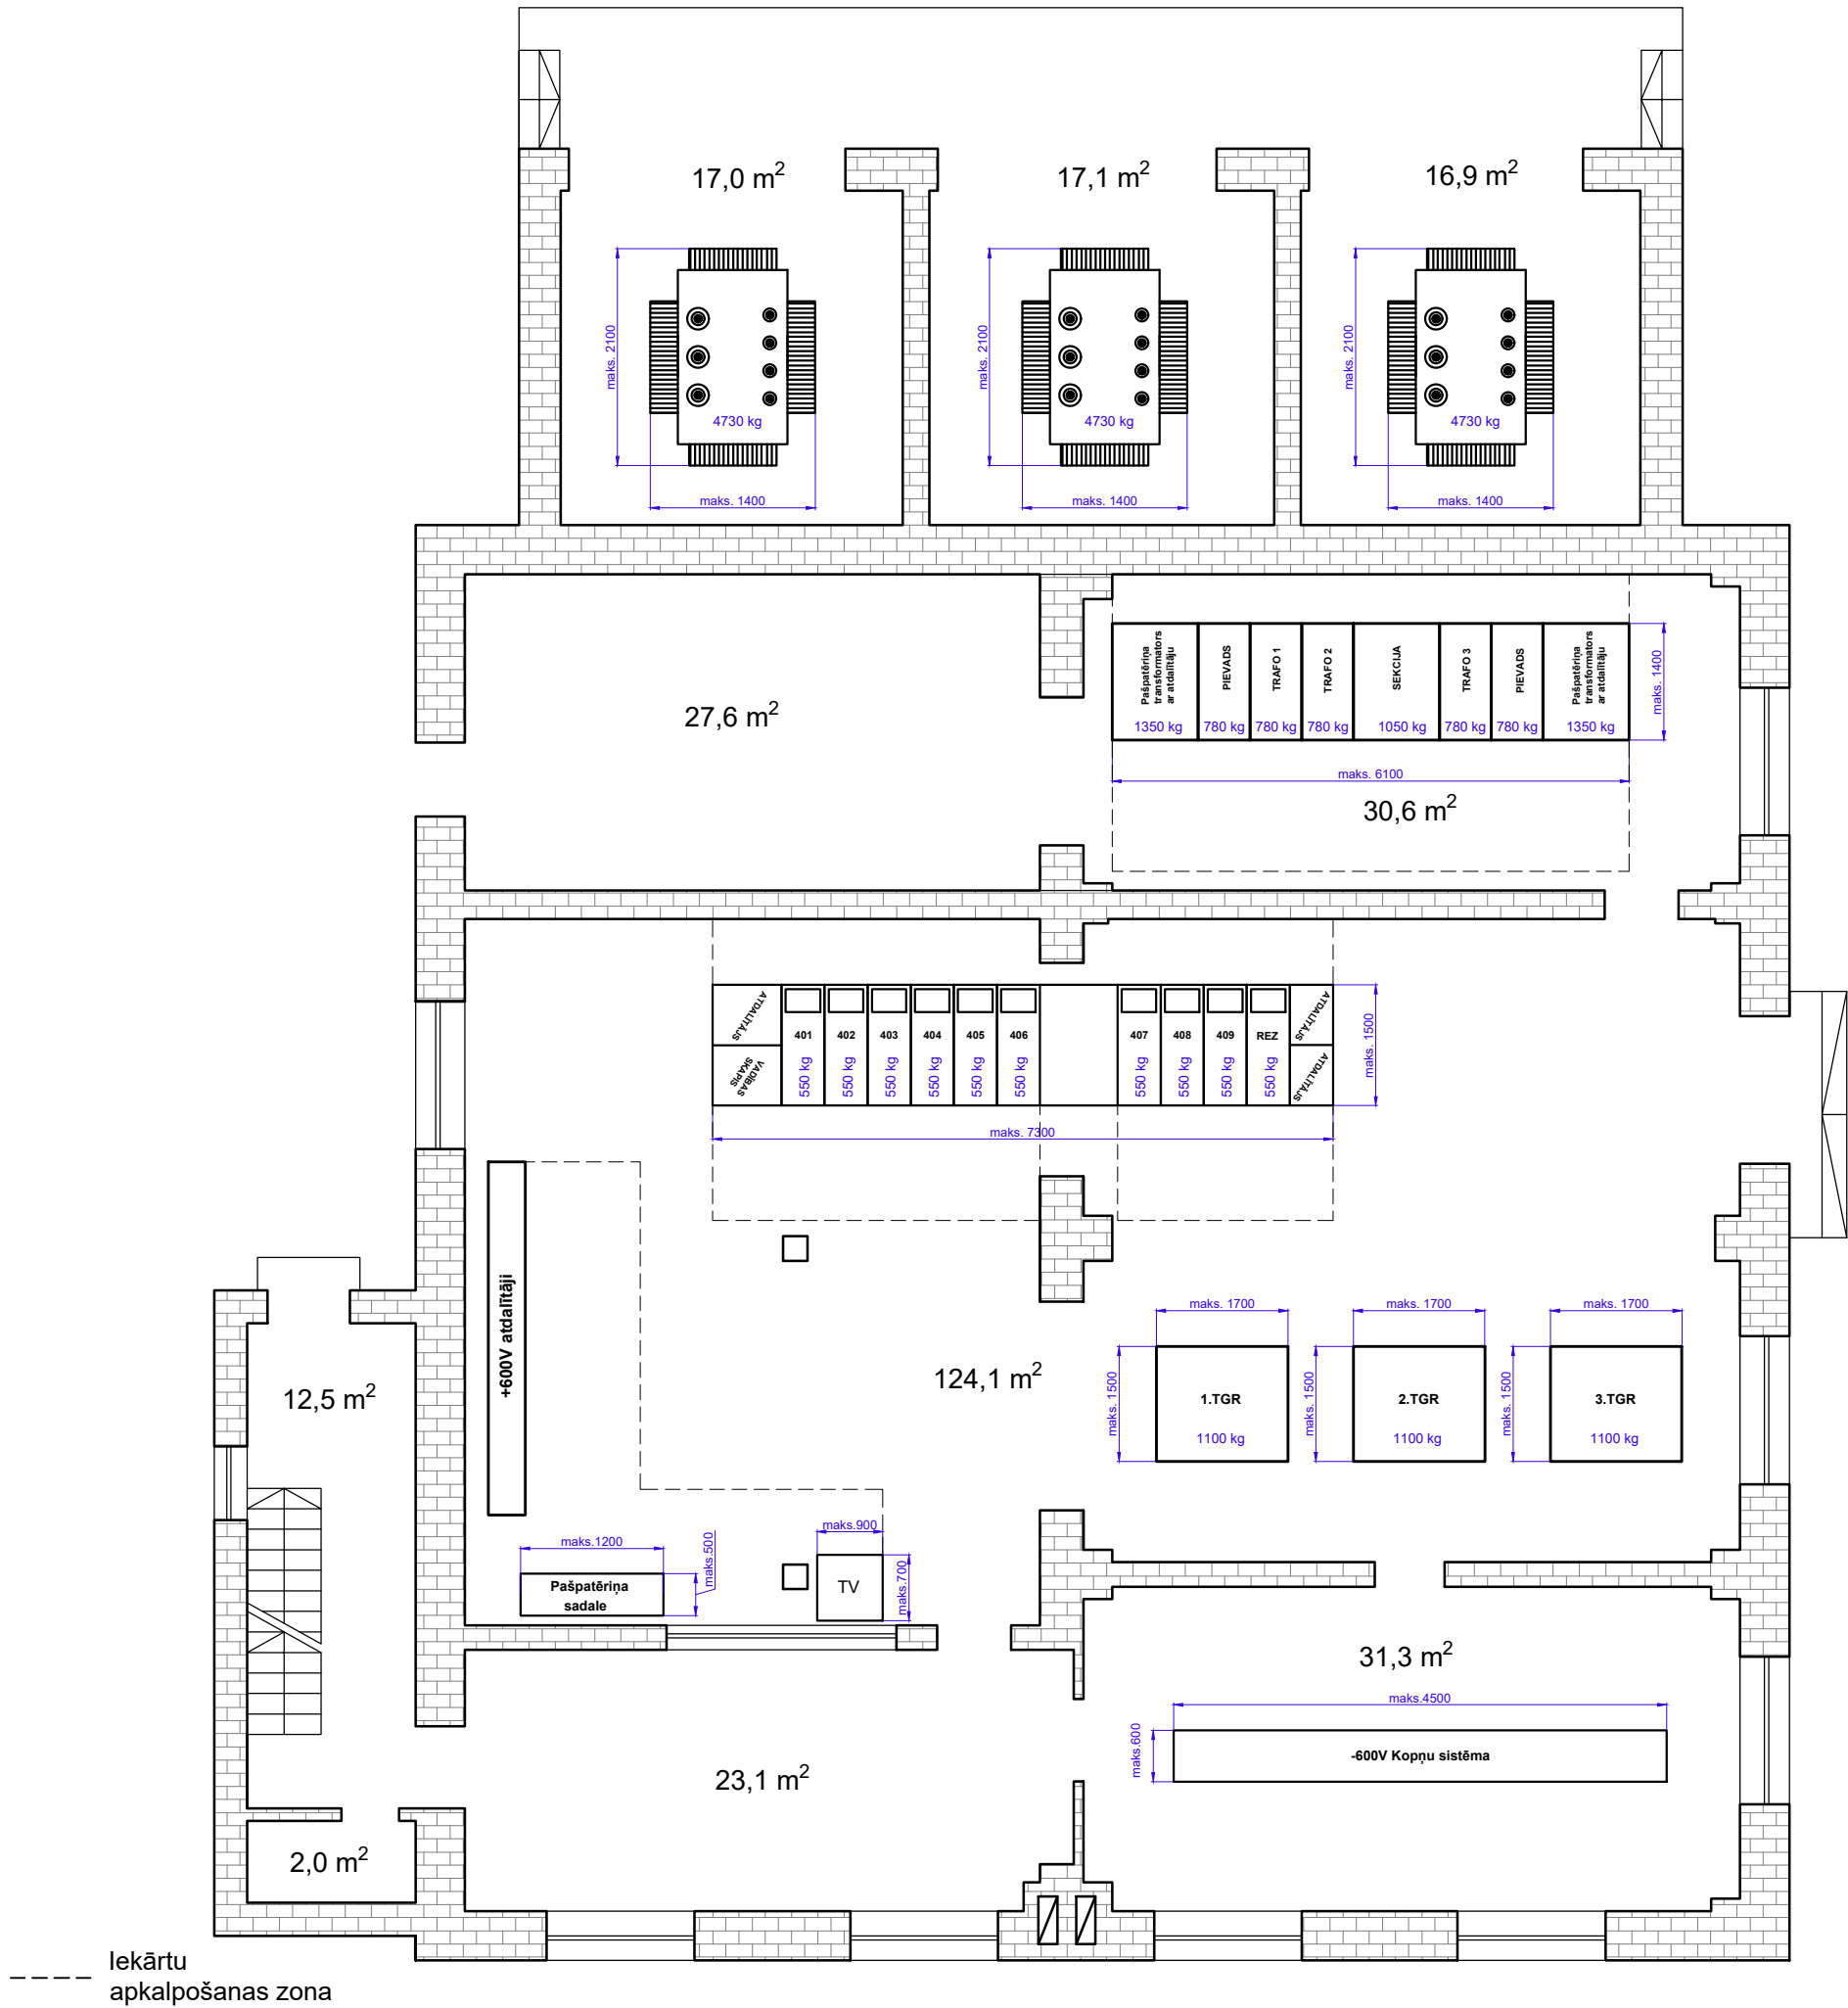 17,0 m²
17,1 m²
16,9 m²
maks. 2100
4730 kg
maks. 1400
maks. 2100
4730 kg
maks. 1400
maks. 2100
4730 kg
maks. 1400
27,6 m²
Pašpatēriņa
transformators
ar atdalītāju
1350 kg
PIEVADS
780 kg
TRAFO 1
780 kg
TRAFO 2
780 kg
SEKCIJA
1050 kg
TRAFO 3
780 kg
PIEVADS
780 kg
Pašpatēriņa
transformators
ar atdalītāju
1350 kg
maks. 1400
maks. 6100
30,6 m²
ATDALĪTĀJS
VADĪBAS
SKAPIS
401
550 kg
402
550 kg
403
550 kg
404
550 kg
405
550 kg
406
550 kg
407
550 kg
408
550 kg
409
550 kg
REZ
550 kg
ATDALĪTĀJS
ATDALĪTĀJS
maks. 1500
maks. 7300
+600V atdalītāji
12,5 m²
124,1 m²
maks. 1700
maks. 1500
1.TGR
1100 kg
maks. 1700
maks. 1500
2.TGR
1100 kg
maks. 1700
maks. 1500
3.TGR
1100 kg
maks.1200
maks.500
Pašpatēriņa
sadale
maks.900
maks.700
TV
31,3 m²
maks.4500
maks.600
-600V Kopņu sistēma
23,1 m²
2,0 m²
Iekārtu
apkalpošanas zona